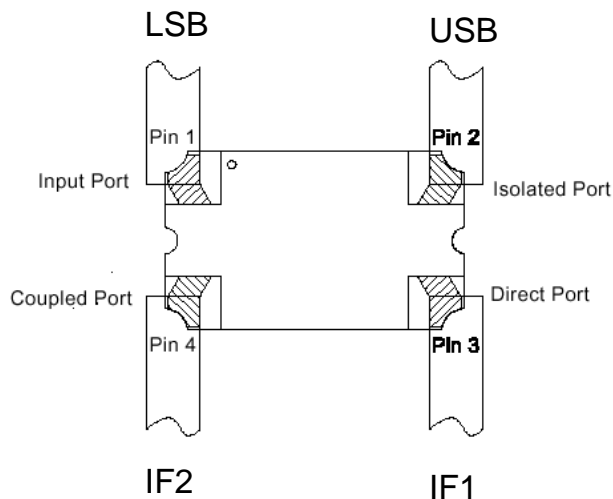 LSB USB
Pin 1 Pin 2
Input Port Isolated Port
Coupled Port Direct Port
Pin 4 Pin 3
IF2 IF1